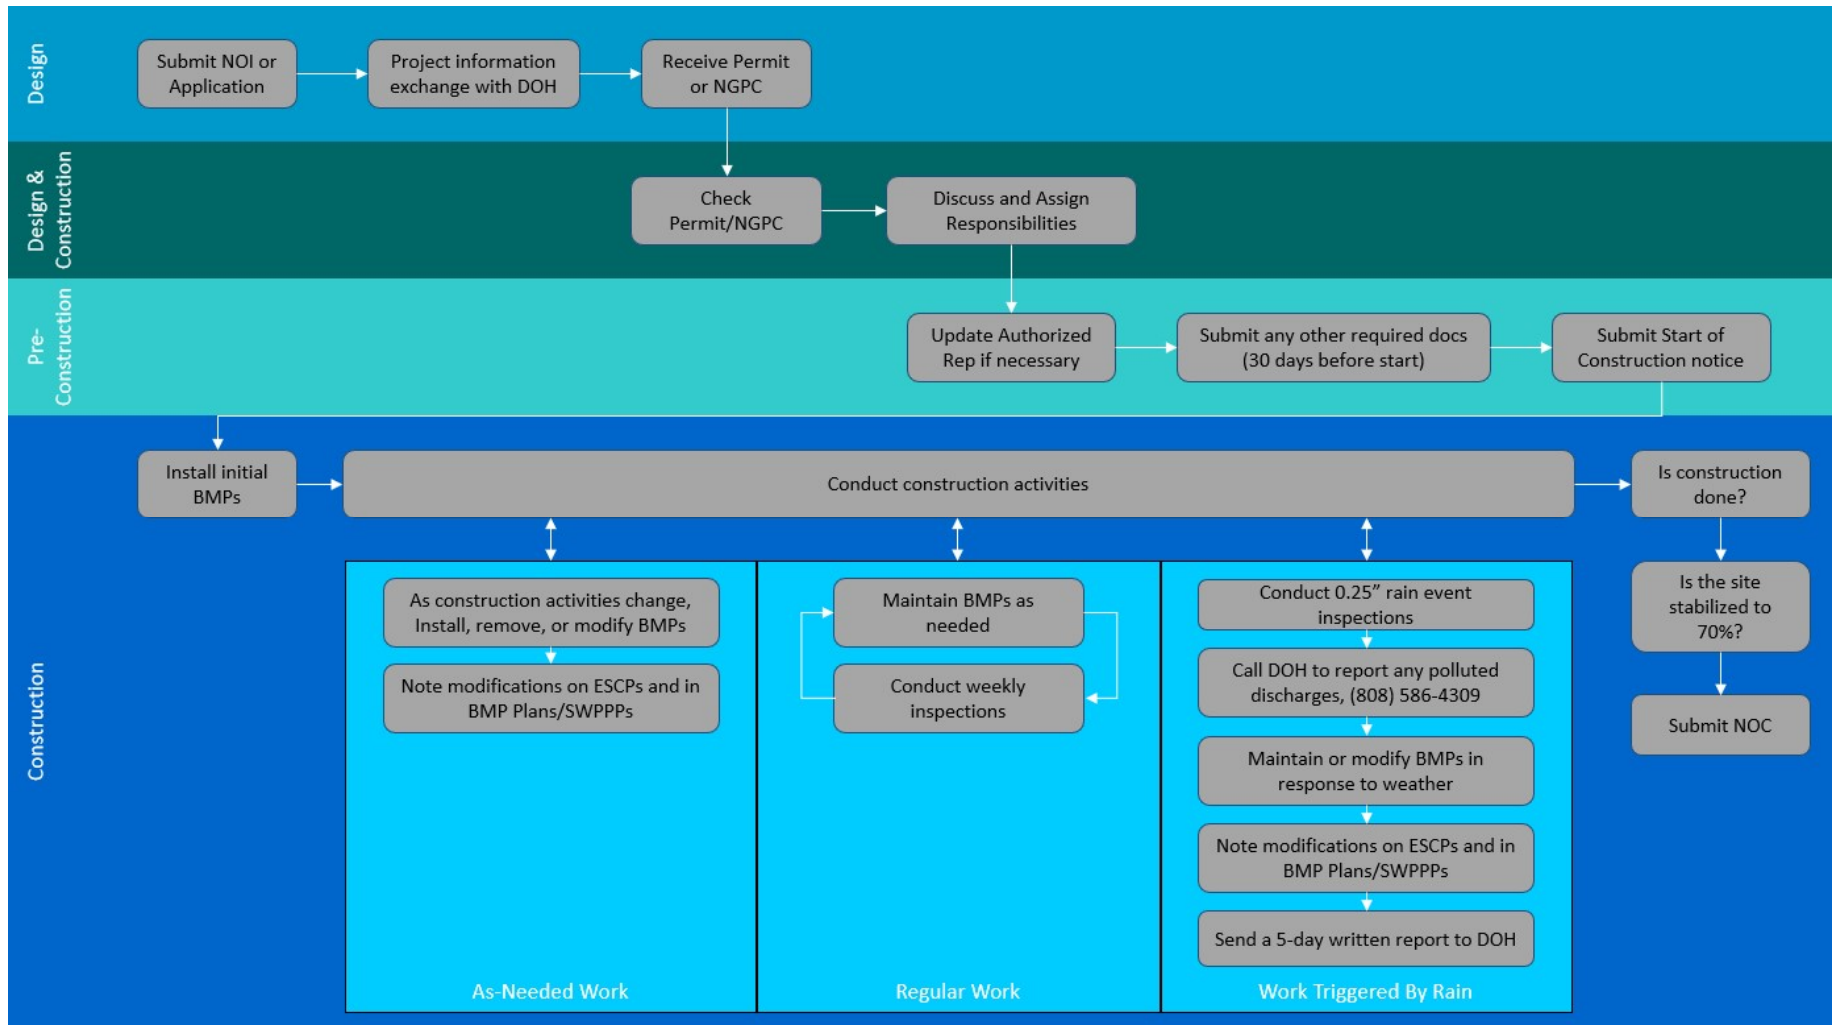 Design
Submit NOI or
Application
Project information
exchange with DOH
Receive Permit
or NGPC
Design &
Construction
Check
Permit/NGPC
Discuss and Assign
Responsibilities
Pre-
Construction
Update Authorized
Rep if necessary
Submit any other required docs
(30 days before start)
Submit Start of
Construction notice
Construction
Install initial
BMPs
Conduct construction activities
Is construction
done?
As construction activities change,
Install, remove, or modify BMPs
Note modifications on ESCPs and in
BMP Plans/SWPPPs
As-Needed Work
Maintain BMPs as
needed
Conduct weekly
inspections
Regular Work
Conduct 0.25” rain event
inspections
Call DOH to report any polluted
discharges, (808) 586-4309
Maintain or modify BMPs in
response to weather
Note modifications on ESCPs and in
BMP Plans/SWPPPs
Send a 5-day written report to DOH
Work Triggered By Rain
Is the site
stabilized to
70%?
Submit NOC